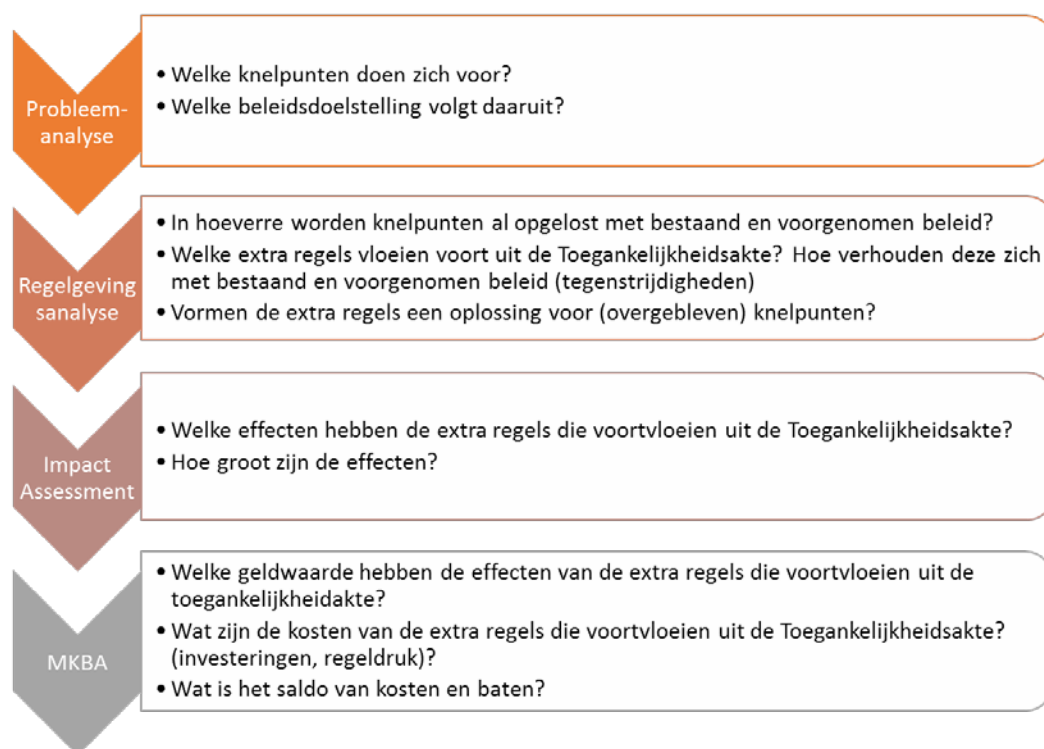 Probleem-
analyse
• Welke knelpunten doen zich voor?
• Welke beleidsdoelstelling volgt daaruit?
Regelgeving
sanalyse
• In hoeverre worden knelpunten al opgelost met bestaand en voorgenomen beleid?
• Welke extra regels vloeien voort uit de Toegankelijkheidsakte? Hoe verhouden deze zich
met bestaand en voorgenomen beleid (tegenstrijdigheden)
• Vormen de extra regels een oplossing voor (overgebleven) knelpunten?
Impact
Assessment
• Welke effecten hebben de extra regels die voortvloeien uit de Toegankelijkheidsakte?
• Hoe groot zijn de effecten?
MKBA
• Welke geldwaarde hebben de effecten van de extra regels die voortvloeien uit de
toegankelijkheidakte?
• Wat zijn de kosten van de extra regels die voortvloeien uit de Toegankelijkheidsakte?
(investeringen, regeldruk)?
• Wat is het saldo van kosten en baten?